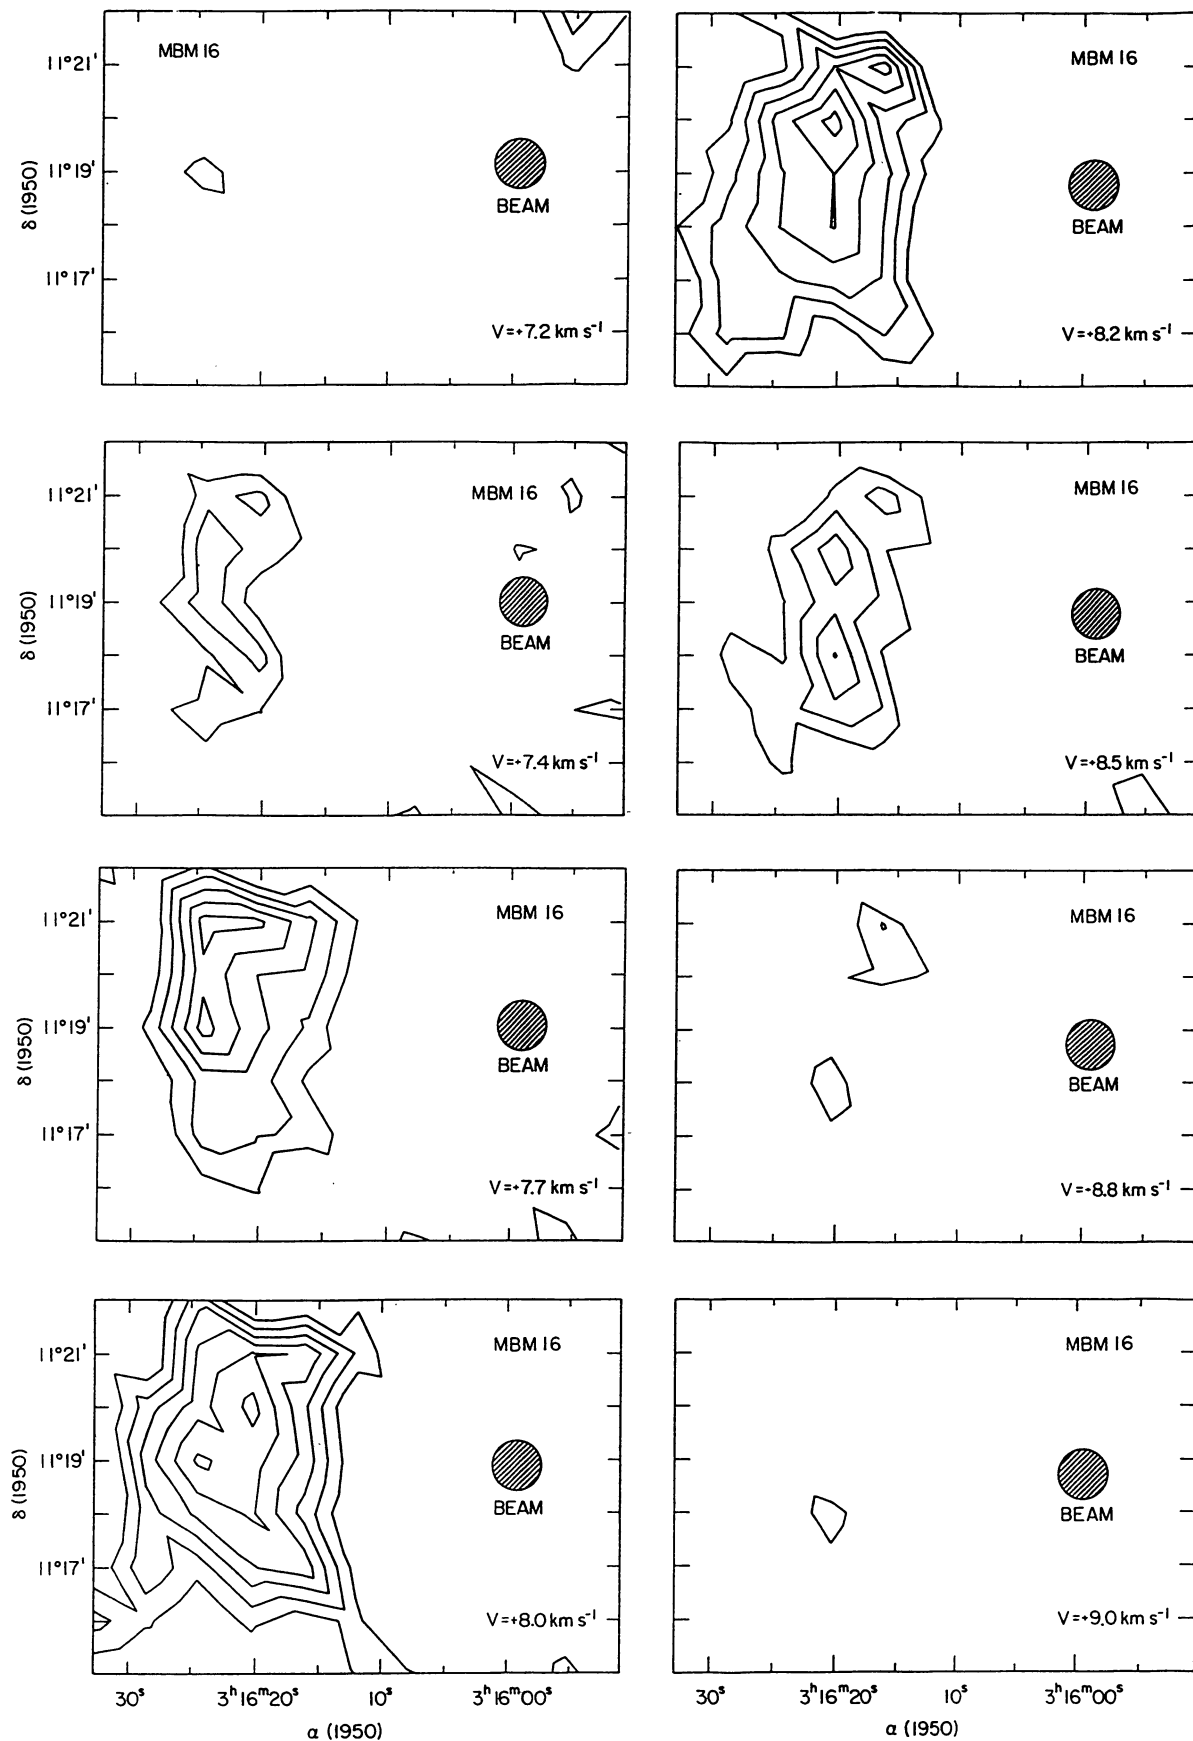 MBM 16
11°21'
11°19'
11°17'
δ (1950)
BEAM
V=+7.2 km s⁻¹
MBM 16
BEAM
V=+8.2 km s⁻¹
MBM 16
11°21'
11°19'
11°17'
δ (1950)
BEAM
V=+7.4 km s⁻¹
MBM 16
BEAM
V=+8.5 km s⁻¹
MBM 16
11°21'
11°19'
11°17'
δ (1950)
BEAM
V=+7.7 km s⁻¹
MBM 16
BEAM
V=+8.8 km s⁻¹
MBM 16
11°21'
11°19'
11°17'
δ (1950)
BEAM
V=+8.0 km s⁻¹
30ˢ 3ʰ16ᵐ20ˢ 10ˢ 3ʰ16ᵐ00ˢ
α (1950)
MBM 16
BEAM
V=+9.0 km s⁻¹
30ˢ 3ʰ16ᵐ20ˢ 10ˢ 3ʰ16ᵐ00ˢ
α (1950)